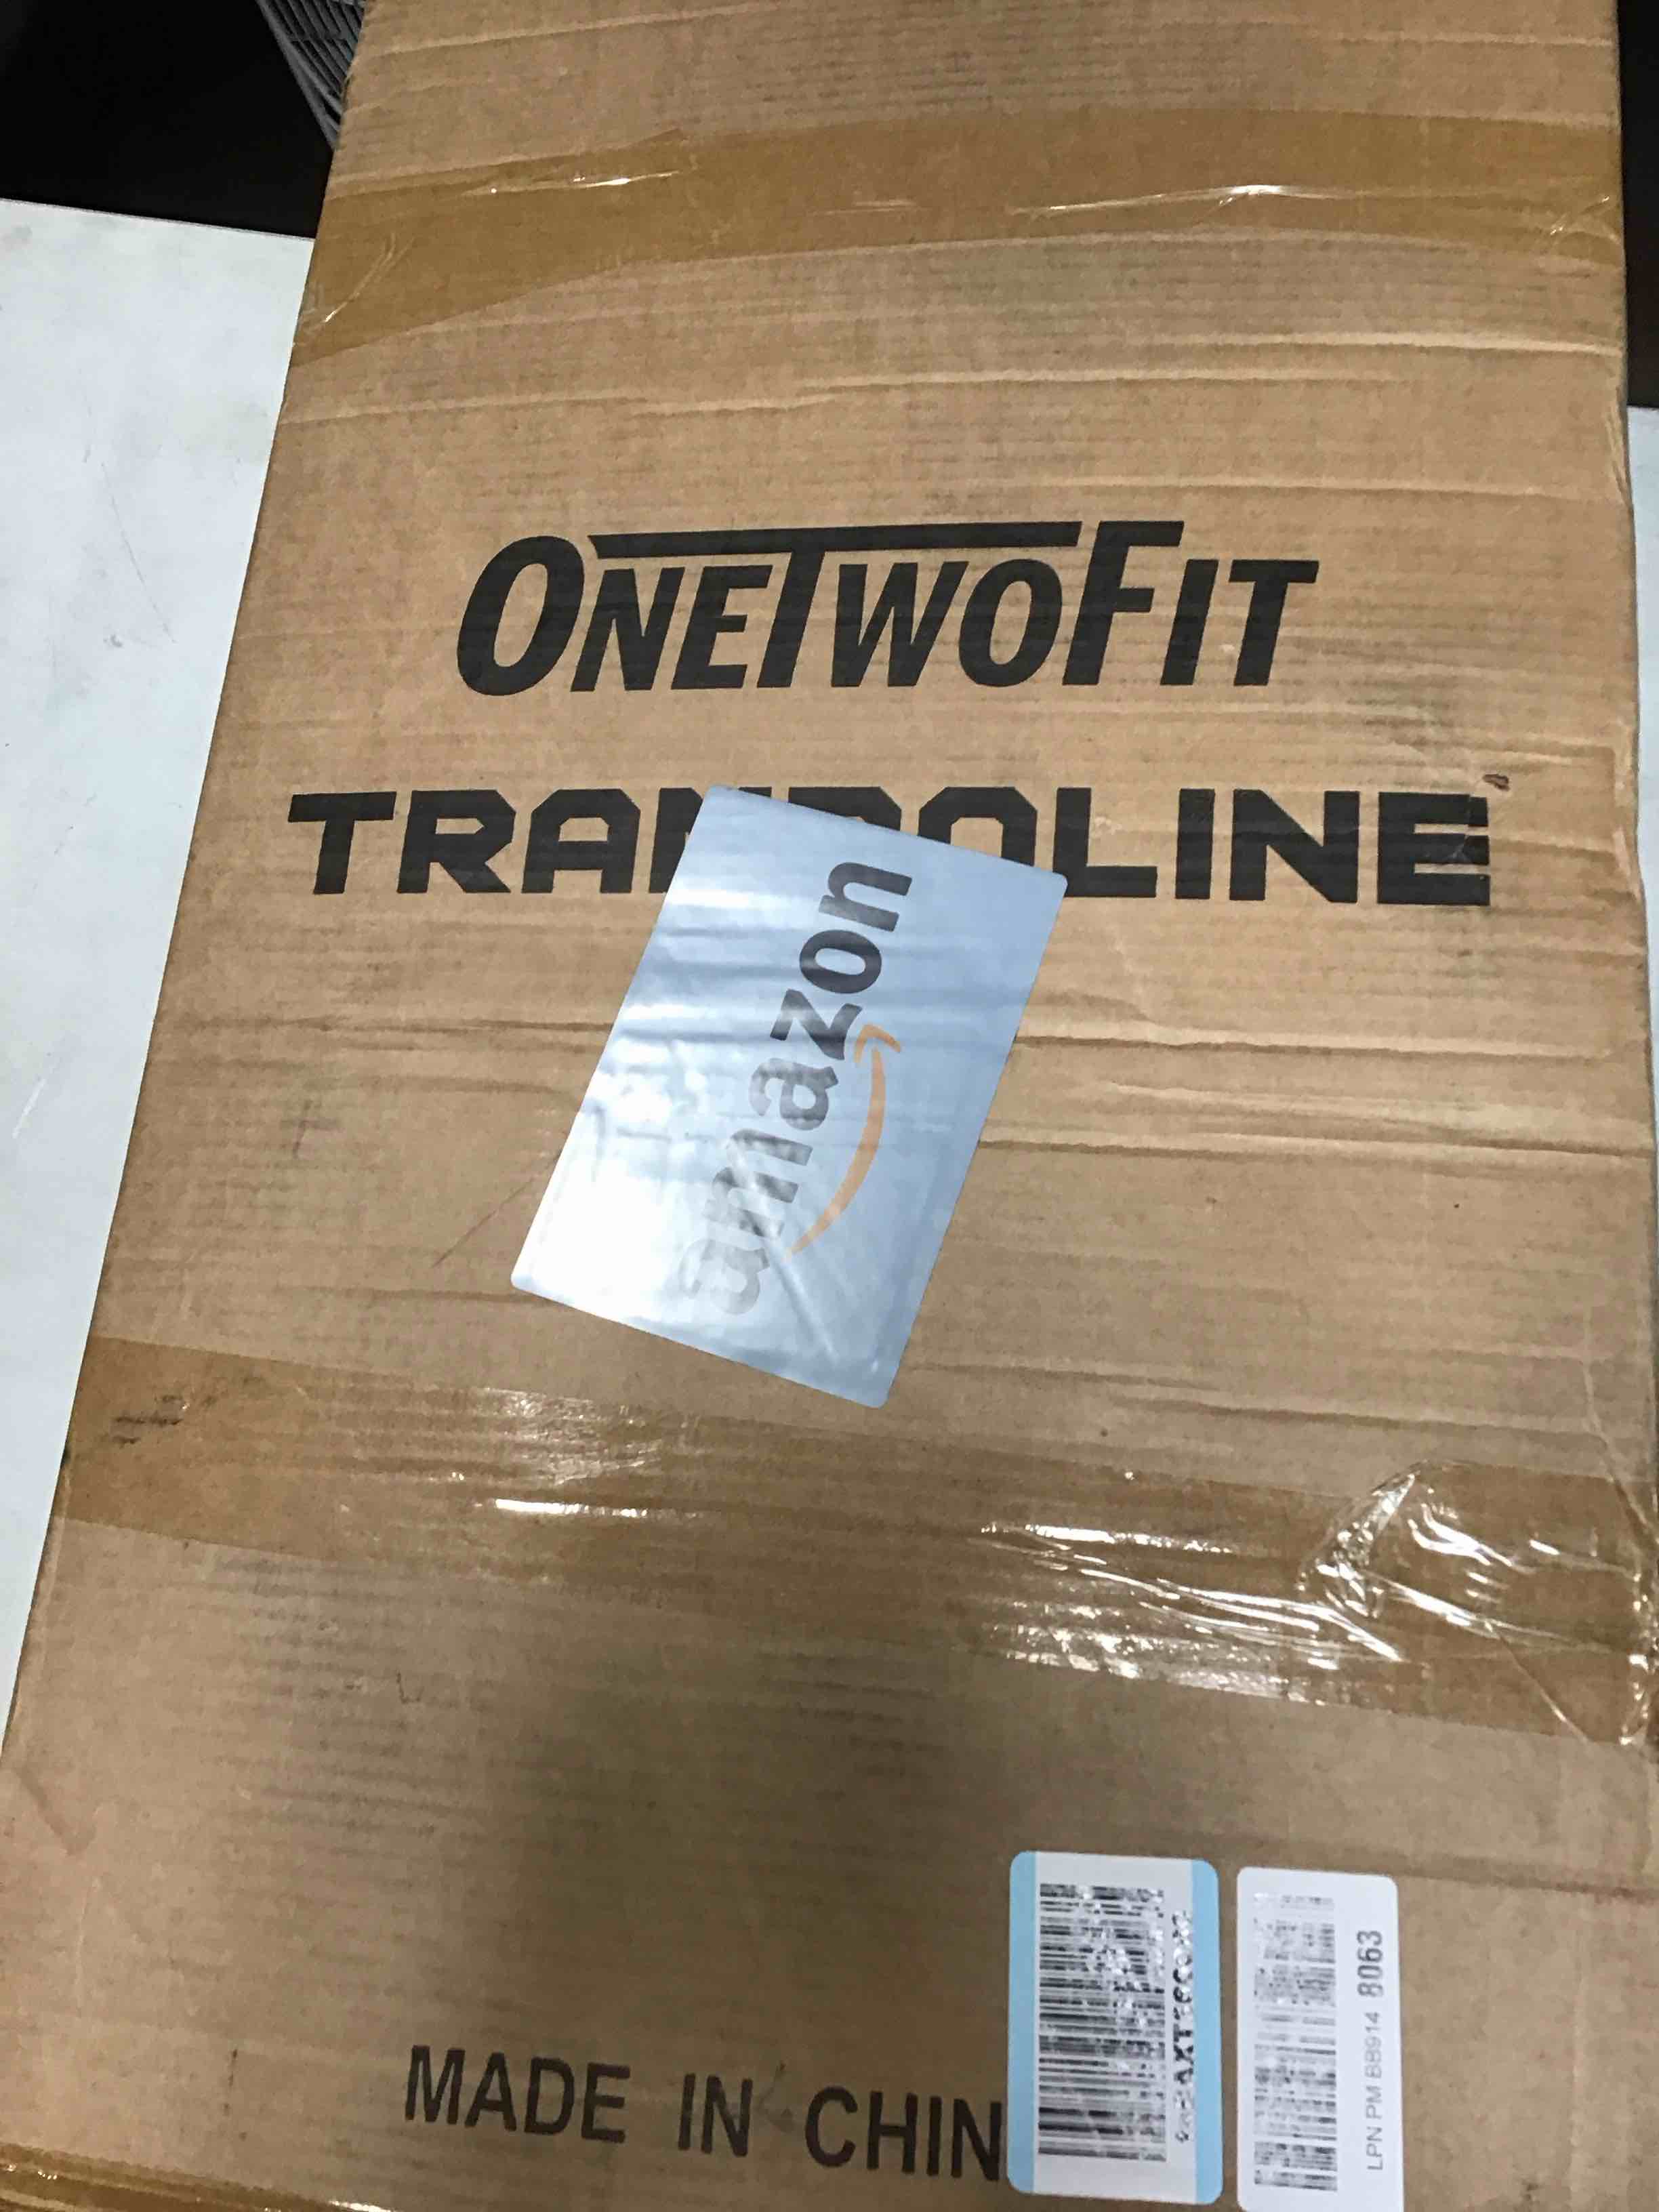 ONETWOFIT
TRAMPOLINE
amazon
MADE IN CHIN
LPN PM BB914 8063